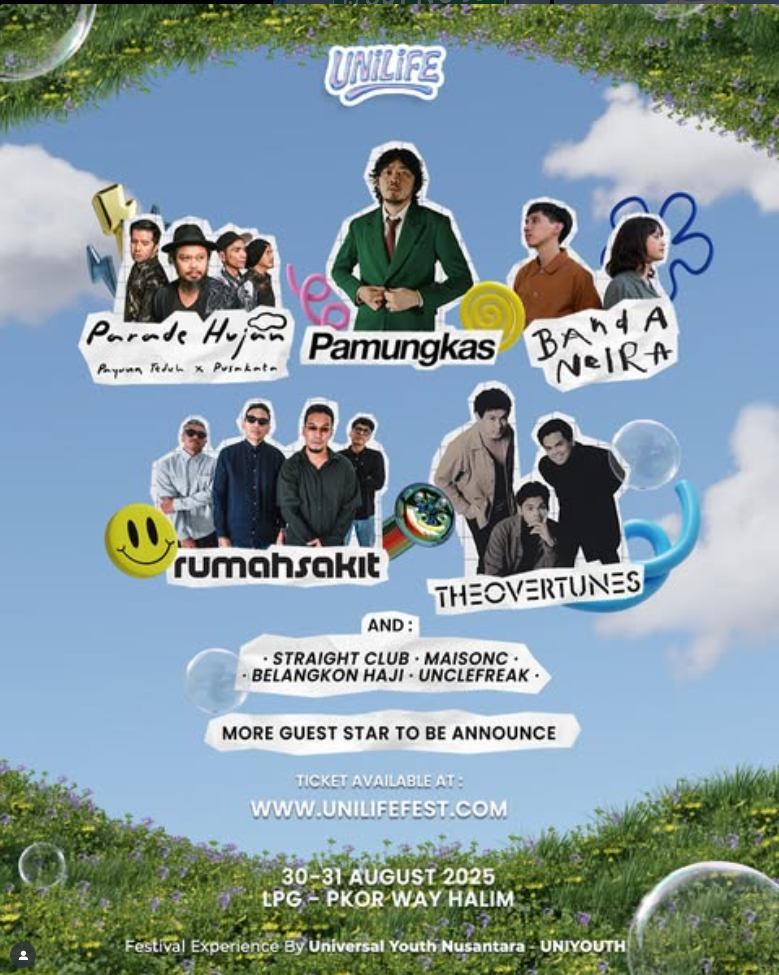 UNILIFE
Parade Hujan
Payung Teduh x Pusakata
Pamungkas
BANdA
NeIRA
rumahsakit
THEOVERTUNES
AND :
· STRAIGHT CLUB · MAISONC ·
· BELANGKON HAJI · UNCLEFREAK ·
MORE GUEST STAR TO BE ANNOUNCE
TICKET AVAILABLE AT :
WWW.UNILIFEFEST.COM
30-31 AUGUST 2025
LPG - PKOR WAY HALIM
Festival Experience By Universal Youth Nusantara - UNIYOUTH